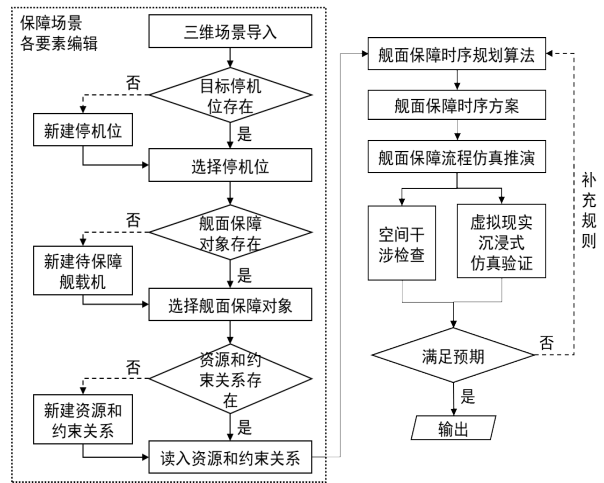 保障场景
各要素编辑
三维场景导入
目标停机
位存在
否
新建停机位
是
选择停机位
舰面保障
对象存在
否
新建待保障
舰载机
是
选择舰面保障对象
资源和约
束关系存
在
否
新建资源和
约束关系
是
读入资源和约束关系
舰面保障时序规划算法
舰面保障时序方案
舰面保障流程仿真推演
空间干
涉检查
虚拟现实
沉浸式
仿真验证
补
充
规
则
满足预期
否
是
输出